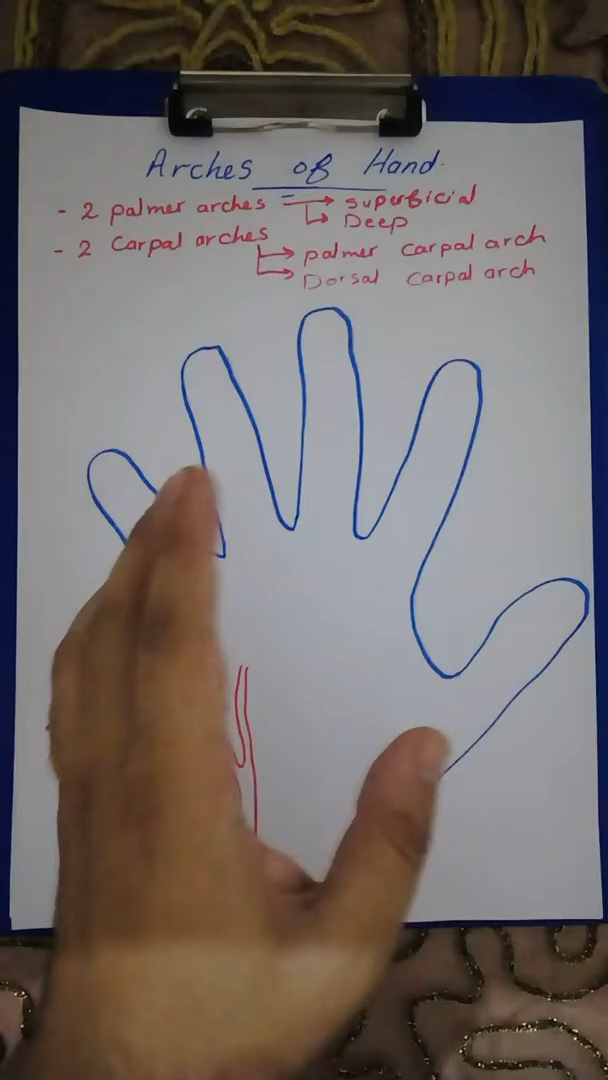 Arches of Hand.
- 2 palmer arches = → superficial
→ Deep
- 2 Carpal arches
→ palmer Carpal arch
→ Dorsal Carpal arch